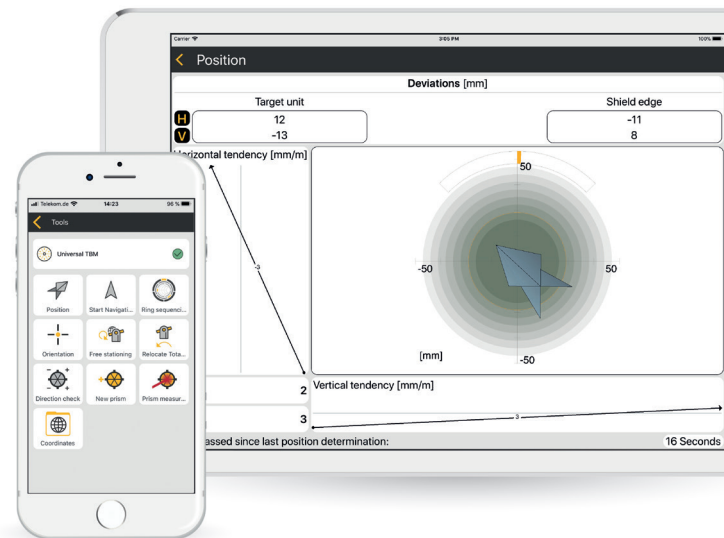 Carrier
3:05 PM
100%
Position
Deviations [mm]
Target unit
Shield edge
H
12
-11
V
-13
8
Horizontal tendency [mm/m]
-3
50
-50
50
[mm]
-50
2
Vertical tendency [mm/m]
3
3
assed since last position determination:
16 Seconds
Telekom.de
14:23
96 %
Tools
Universal TBM
Position
Start Navigati...
Ring sequenci...
Orientation
Free stationing
Relocate Tota...
Direction check
New prism
Prism measur...
Coordinates